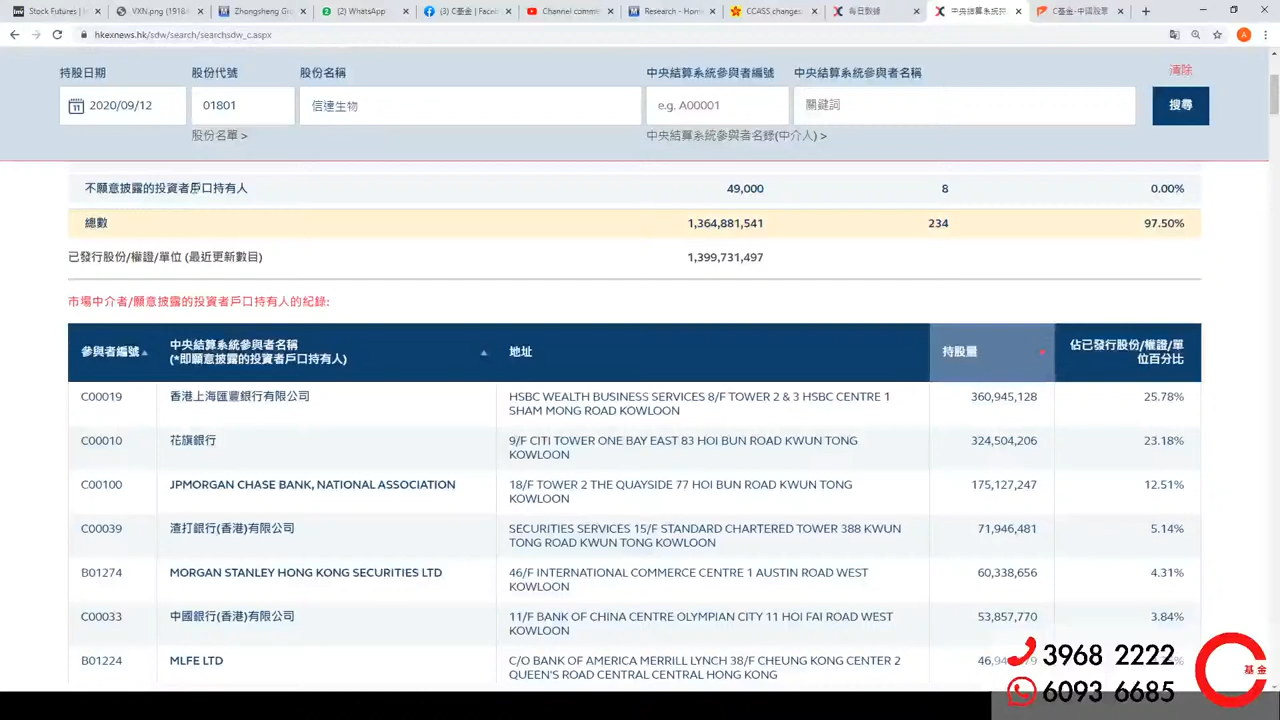 Stock Futures | In
VXN.png (1918×
Zhongsheng Gr
(2) WhatsApp
(3) C基金 | Face
Channel comme
Research - Hom
CCASS changes
每日數據
中央結算系統持
C基金-中國股票
hkexnews.hk/sdw/search/searchsdw_c.aspx
A
持股日期 股份代號 股份名稱 中央結算系統參與者編號 中央結算系統參與者名稱 清除
11 2020/09/12 01801 信達生物 e.g. A00001 關鍵詞 搜尋
股份名單 > 中央結算系統參與者名錄(中介人) >
不願意披露的投資者戶口持有人 49,000 8 0.00%
總數 1,364,881,541 234 97.50%
已發行股份/權證/單位 (最近更新數目) 1,399,731,497
市場中介者/願意披露的投資者戶口持有人的紀錄:
參與者編號 中央結算系統參與者名稱
(*即願意披露的投資者戶口持有人) 地址 持股量 佔已發行股份/權證/單
位百分比
C00019 香港上海匯豐銀行有限公司 HSBC WEALTH BUSINESS SERVICES 8/F TOWER 2 & 3 HSBC CENTRE 1 360,945,128 25.78%
SHAM MONG ROAD KOWLOON
C00010 花旗銀行 9/F CITI TOWER ONE BAY EAST 83 HOI BUN ROAD KWUN TONG 324,504,206 23.18%
KOWLOON
C00100 JPMORGAN CHASE BANK, NATIONAL ASSOCIATION 18/F TOWER 2 THE QUAYSIDE 77 HOI BUN ROAD KWUN TONG 175,127,247 12.51%
KOWLOON
C00039 渣打銀行(香港)有限公司 SECURITIES SERVICES 15/F STANDARD CHARTERED TOWER 388 KWUN 71,946,481 5.14%
TONG ROAD KWUN TONG KOWLOON
B01274 MORGAN STANLEY HONG KONG SECURITIES LTD 46/F INTERNATIONAL COMMERCE CENTRE 1 AUSTIN ROAD WEST 60,338,656 4.31%
KOWLOON
C00033 中國銀行(香港)有限公司 11/F BANK OF CHINA CENTRE OLYMPIAN CITY 11 HOI FAI ROAD WEST 53,857,770 3.84%
KOWLOON
B01224 MLFE LTD C/O BANK OF AMERICA MERRILL LYNCH 38/F CHEUNG KONG CENTER 2
QUEEN'S ROAD CENTRAL CENTRAL HONG KONG
3968 2222
6093 6685
基金